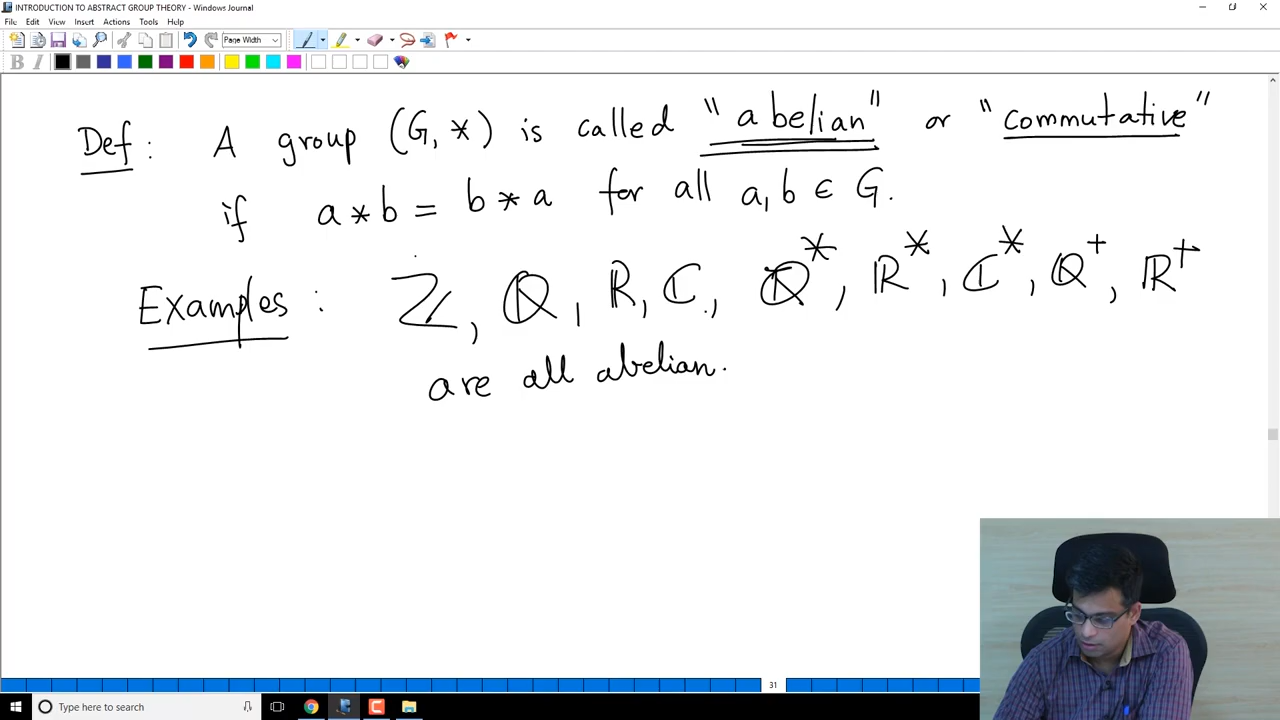 INTRODUCTION TO ABSTRACT GROUP THEORY - Windows Journal
File Edit View Insert Actions Tools Help
Page Width
B I
Def: A group (G, *) is called "abelian" or "commutative"
if a * b = b * a for all a, b ∈ G.
Examples: ℤ, ℚ, ℝ, ℂ, ℚ*, ℝ*, ℂ*, ℚ⁺, ℝ⁺
are all abelian.
31
Type here to search